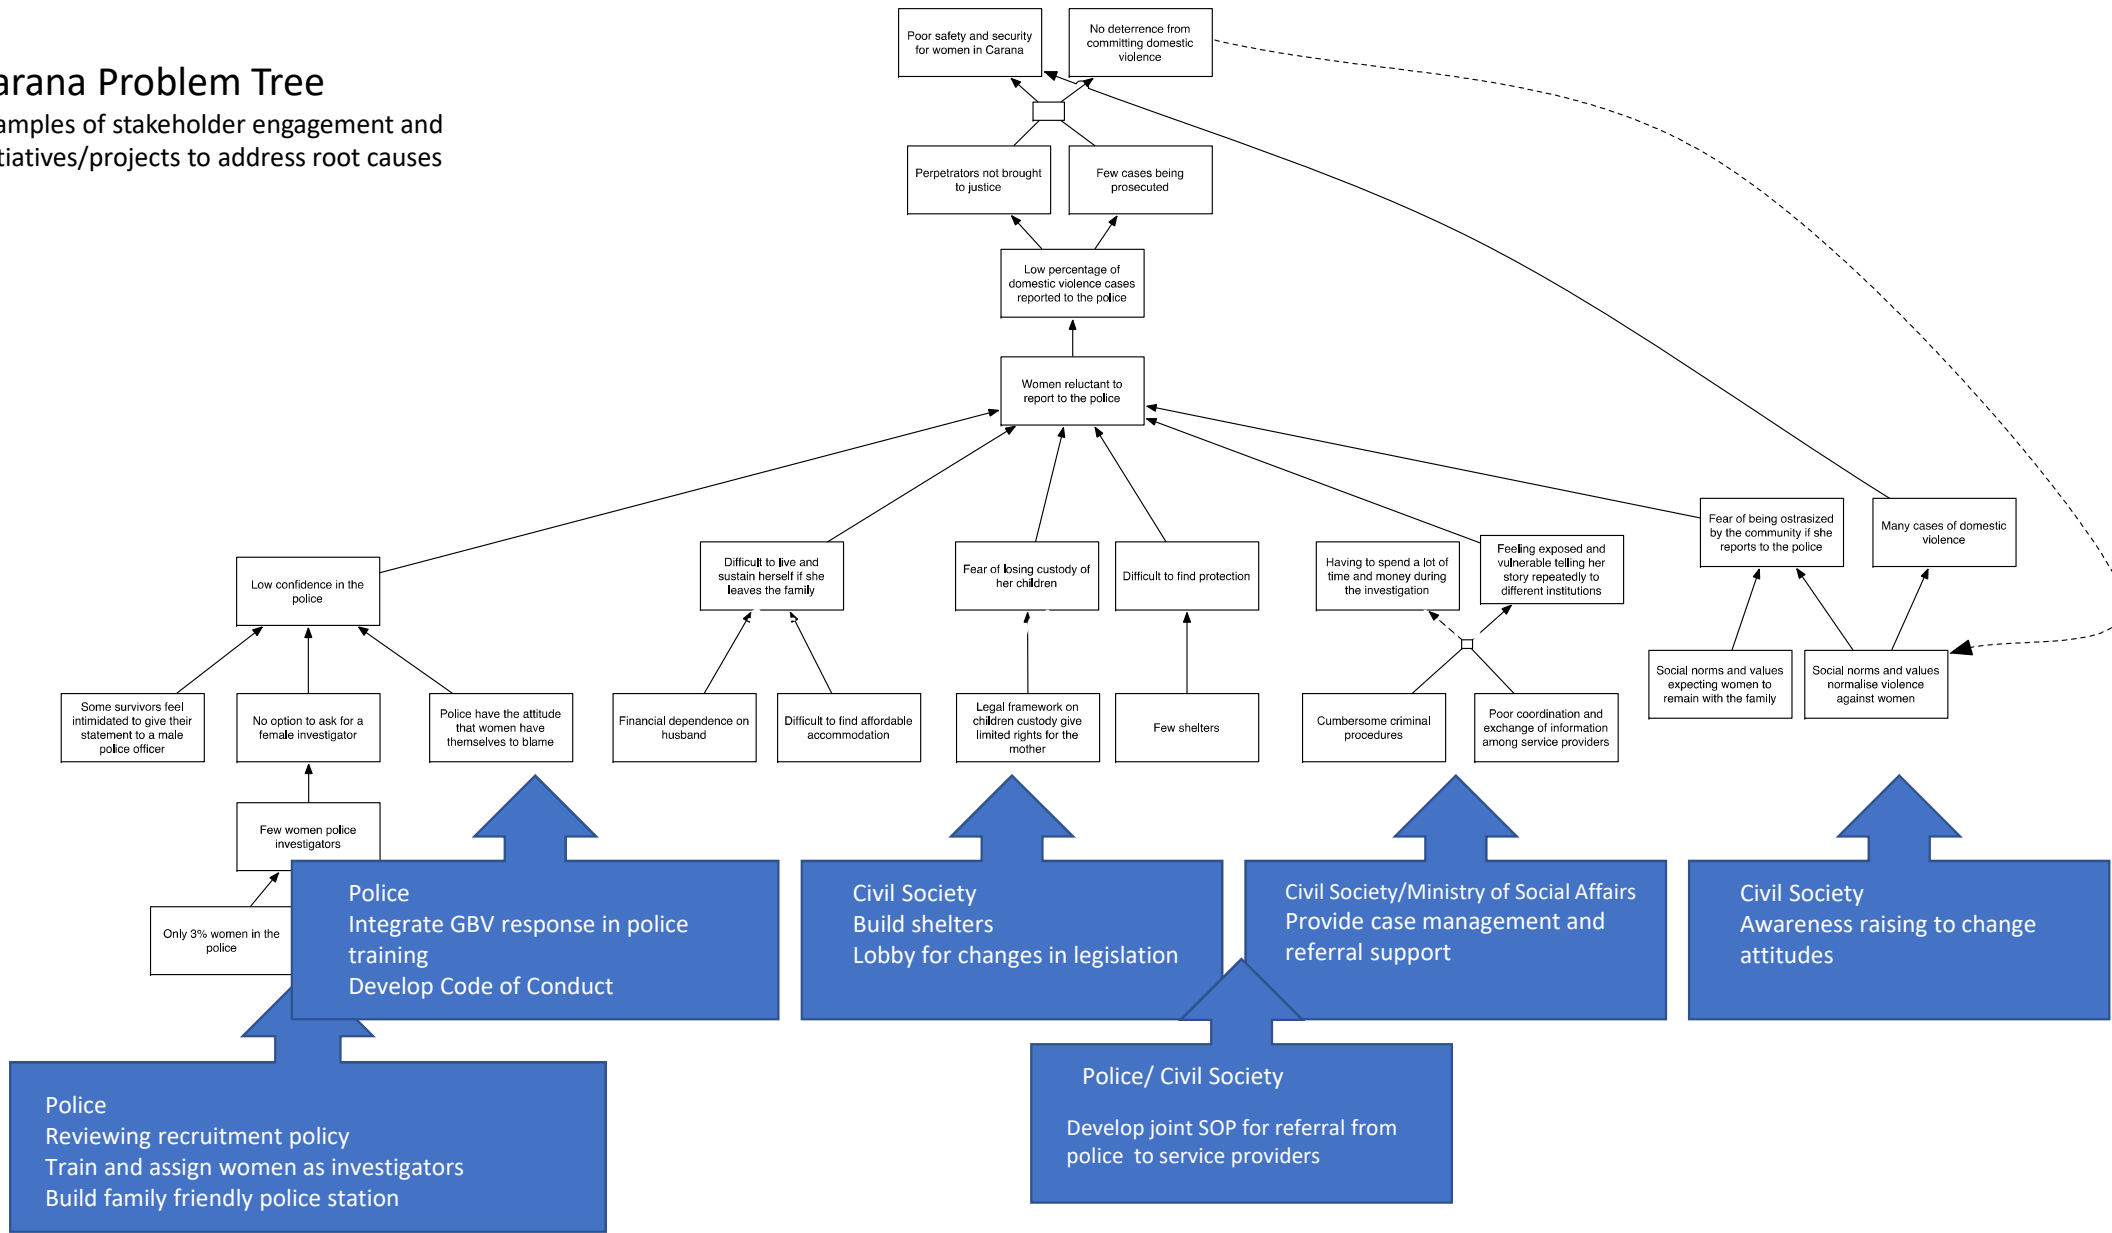 arana Problem Tree
amples of stakeholder engagement and
tiatives/projects to address root causes
Poor safety and security
for women in Carana
No deterrence from
committing domestic
violence
Perpetrators not brought
to justice
Few cases being
prosecuted
Low percentage of
domestic violence cases
reported to the police
Women reluctant to
report to the police
Low confidence in the
police
Difficult to live and
sustain herself if she
leaves the family
Fear of losing custody of
her children
Difficult to find protection
Having to spend a lot of
time and money during
the investigation
Feeling exposed and
vulnerable telling her
story repeatedly to
different institutions
Fear of being ostrasized
by the community if she
reports to the police
Many cases of domestic
violence
Some survivors feel
intimidated to give their
statement to a male
police officer
No option to ask for a
female investigator
Police have the attitude
that women have
themselves to blame
Financial dependence on
husband
Difficult to find affordable
accommodation
Legal framework on
children custody give
limited rights for the
mother
Few shelters
Cumbersome criminal
procedures
Poor coordination and
exchange of information
among service providers
Social norms and values
expecting women to
remain with the family
Social norms and values
normalise violence
against women
Few women police
investigators
Only 3% women in the
police
Police
Integrate GBV response in police
training
Develop Code of Conduct
Civil Society
Build shelters
Lobby for changes in legislation
Civil Society/Ministry of Social Affairs
Provide case management and
referral support
Civil Society
Awareness raising to change
attitudes
Police
Reviewing recruitment policy
Train and assign women as investigators
Build family friendly police station
Police/ Civil Society
Develop joint SOP for referral from
police to service providers